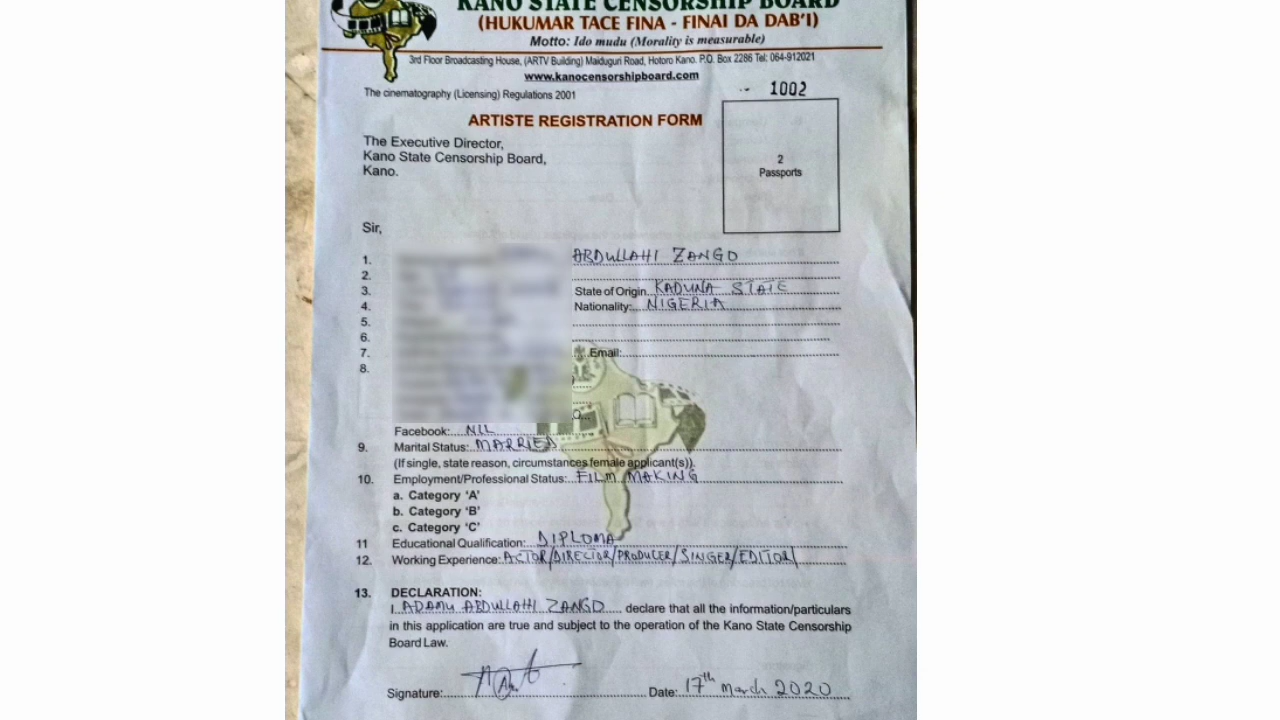 KANO STATE CENSORSHIP BOARD
(HUKUMAR TACE FINA - FINAI DA DAB'I)
Motto: Ido mudu (Morality is measurable)
3rd Floor Broadcasting House, (ARTV Building) Maiduguri Road, Hotoro Kano. P.O. Box 2286 Tel: 064-912021
www.kanocensorshipboard.com
The cinematography (Licensing) Regulations 2001
1002
ARTISTE REGISTRATION FORM
The Executive Director,
Kano State Censorship Board,
Kano.
2
Passports
Sir,
1. ABDULLAHI ZANGO
2.
3. State of Origin. KADUNA STATE
4. Nationality: NIGERIA
5.
6.
7. Email:
8.
Facebook: NIL
9. Marital Status: MARRIED
(If single, state reason, circumstances female applicant(s)).
10. Employment/Professional Status: FILM MAKING
a. Category 'A'
b. Category 'B'
c. Category 'C'
11 Educational Qualification: DIPLOMA
12. Working Experience: ACTOR/DIRECTOR/PRODUCER/SINGER/EDITOR/
13. DECLARATION:
I. ADAMU ABDULLAHI ZANGO declare that all the information/particulars
in this application are true and subject to the operation of the Kano State Censorship
Board Law.
Signature: Date: 17th March 2020